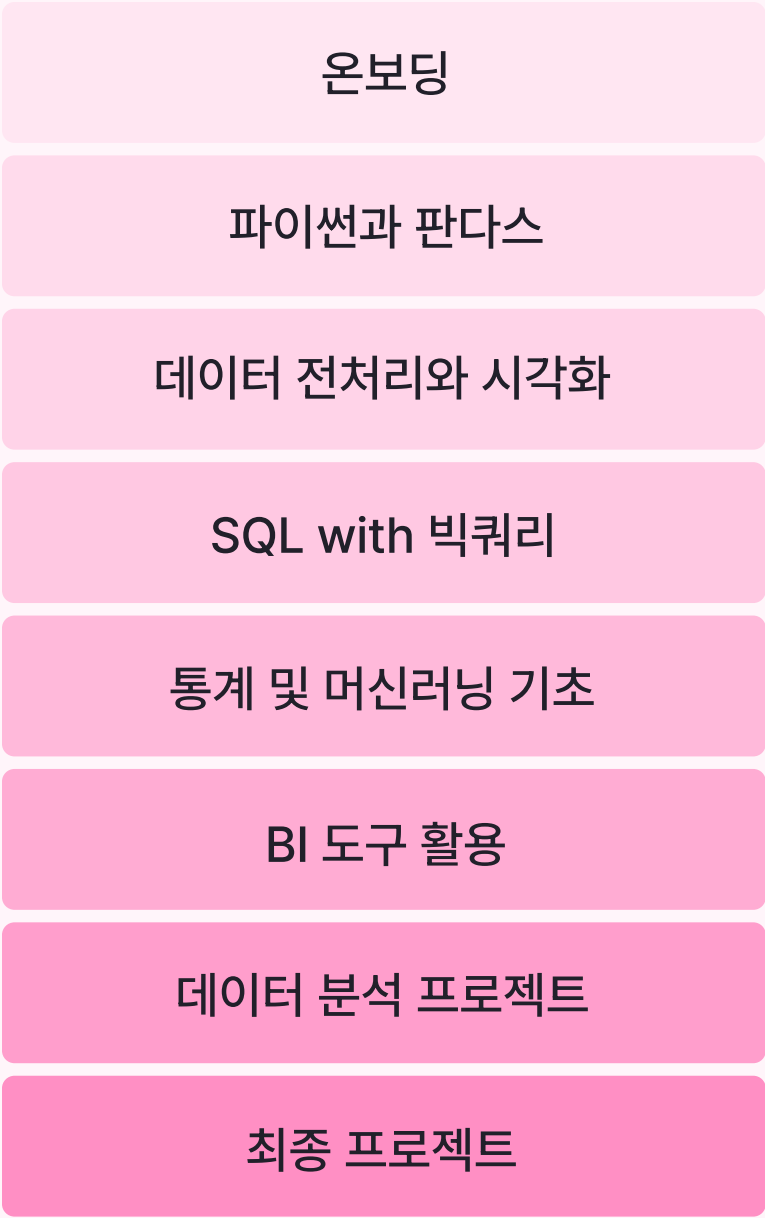 온보딩
파이썬과 판다스
데이터 전처리와 시각화
SQL with 빅쿼리
통계 및 머신러닝 기초
BI 도구 활용
데이터 분석 프로젝트
최종 프로젝트